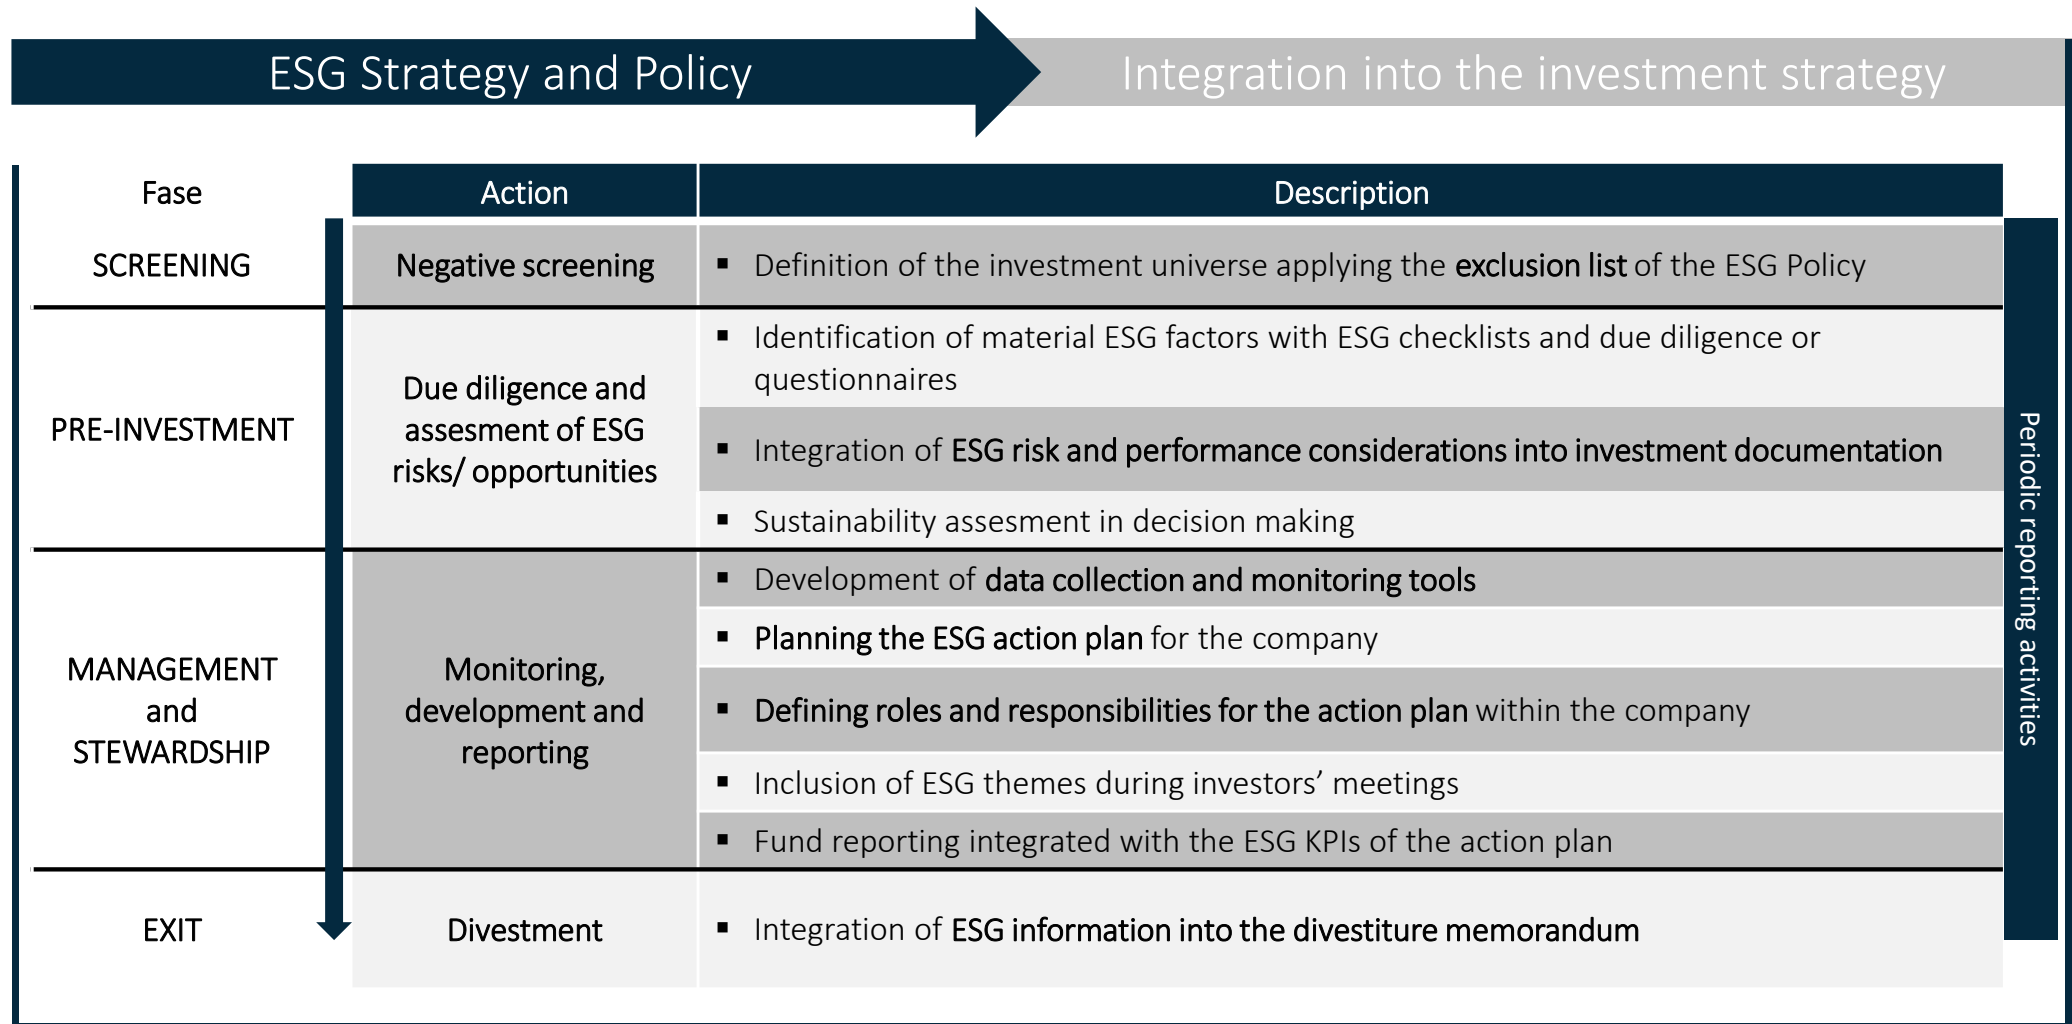 ESG Strategy and Policy
Integration into the investment strategy
Fase
Action
Description
SCREENING
Negative screening
▪ Definition of the investment universe applying the exclusion list of the ESG Policy
PRE-INVESTMENT
Due diligence and
assesment of ESG
risks/ opportunities
▪ Identification of material ESG factors with ESG checklists and due diligence or
questionnaires
▪ Integration of ESG risk and performance considerations into investment documentation
▪ Sustainability assesment in decision making
MANAGEMENT
and
STEWARDSHIP
Monitoring,
development and
reporting
▪ Development of data collection and monitoring tools
▪ Planning the ESG action plan for the company
▪ Defining roles and responsibilities for the action plan within the company
▪ Inclusion of ESG themes during investors’ meetings
▪ Fund reporting integrated with the ESG KPIs of the action plan
EXIT
Divestment
▪ Integration of ESG information into the divestiture memorandum
Periodic reporting activities